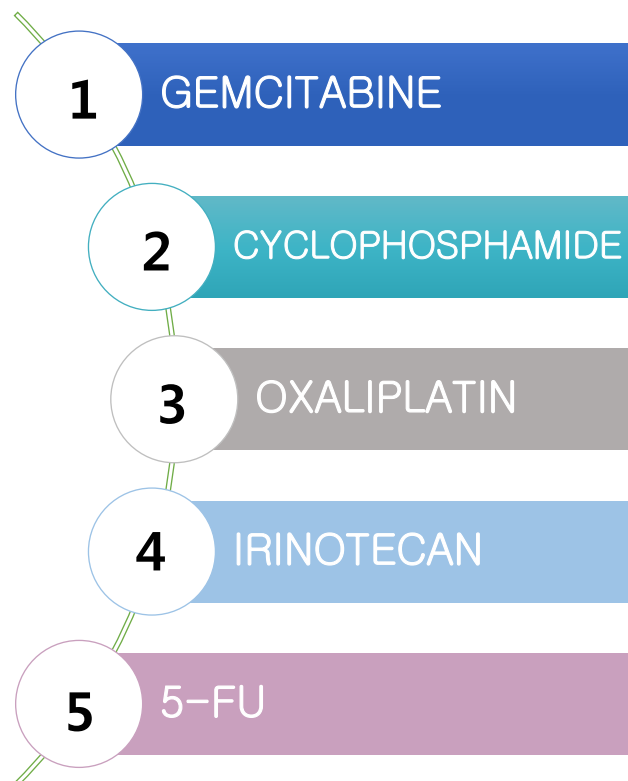 1 GEMCITABINE
2 CYCLOPHOSPHAMIDE
3 OXALIPLATIN
4 IRINOTECAN
5 5-FU